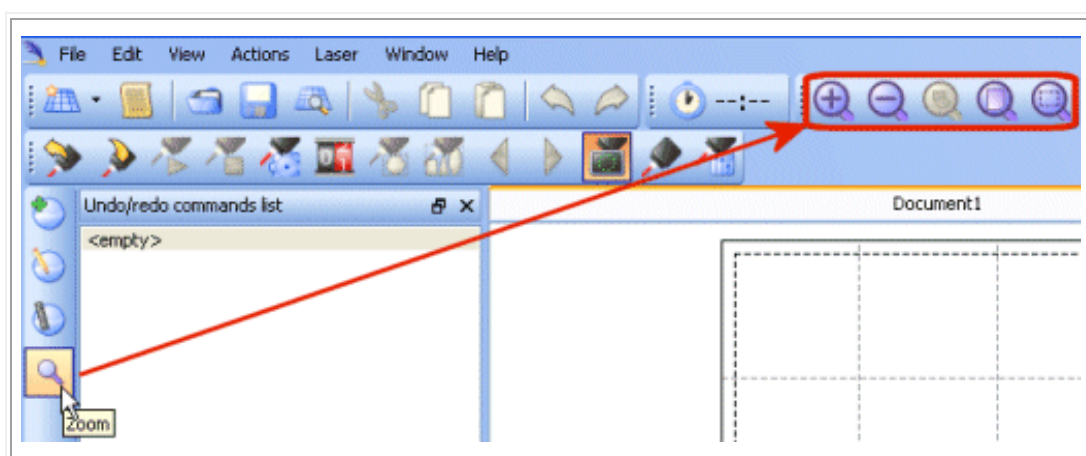 File Edit View Actions Laser Window Help
--:--
Undo/redo commands list
Document1
<empty>
Zoom